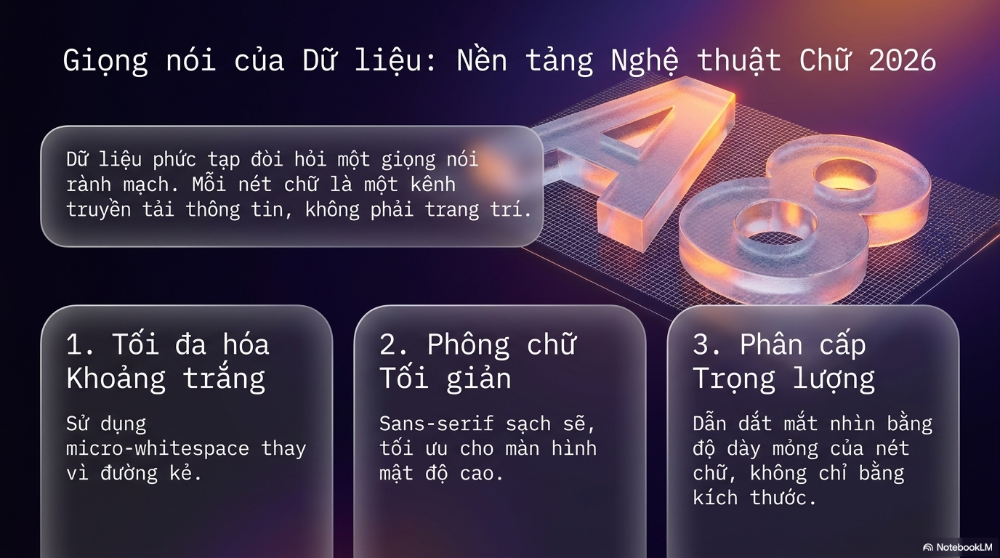 Giọng nói của Dữ liệu: Nền tảng Nghệ thuật Chữ 2026
Dữ liệu phức tạp đòi hỏi một giọng nói
rành mạch. Mỗi nét chữ là một kênh
truyền tải thông tin, không phải trang trí.
A8
1. Tối đa hóa
Khoảng trắng
Sử dụng
micro-whitespace thay
vì đường kẻ.
2. Phông chữ
Tối giản
Sans-serif sạch sẽ,
tối ưu cho màn hình
mật độ cao.
3. Phân cấp
Trọng lượng
Dẫn dắt mắt nhìn bằng
độ dày mỏng của nét
chữ, không chỉ bằng
kích thước.
NotebookLM